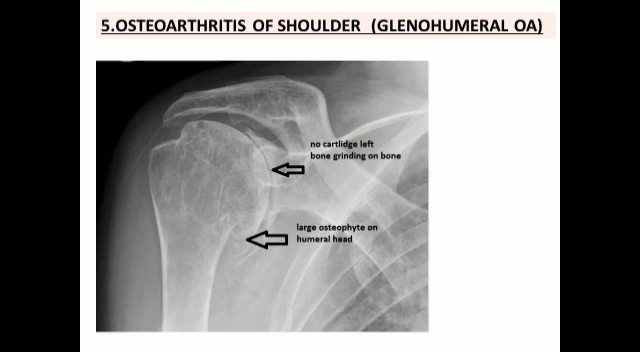 5.OSTEOARTHRITIS OF SHOULDER (GLENOHUMERAL OA)
no cartlidge left
bone grinding on bone
large osteophyte on
humeral head